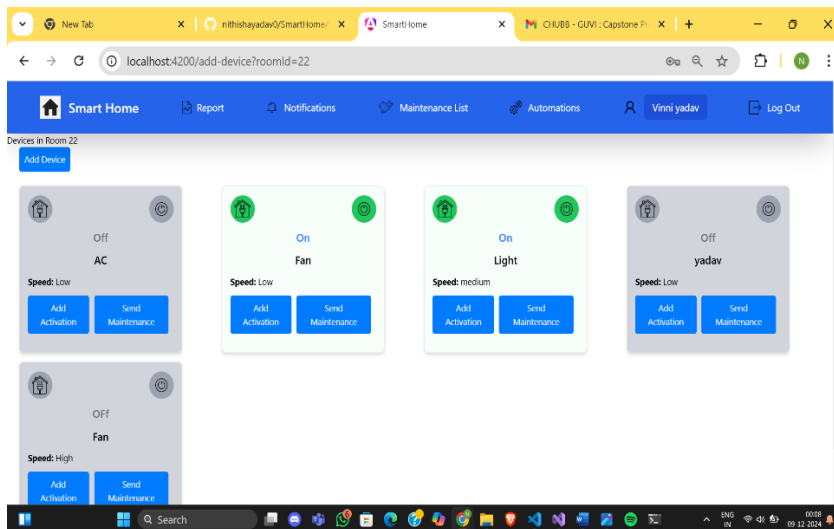 New Tab
nithishayadav0/SmartHome/
SmartHome
CHUBB - GUVI : Capstone Pr
localhost:4200/add-device?roomId=22
N
Smart Home
Report
Notifications
Maintenance List
Automations
Vinni yadav
Log Out
Devices in Room 22
Add Device
Off
AC
Speed: Low
Add Activation
Send Maintenance
On
Fan
Speed: Low
Add Activation
Send Maintenance
On
Light
Speed: medium
Add Activation
Send Maintenance
Off
yadav
Speed: Low
Add Activation
Send Maintenance
OFf
Fan
Speed: High
Add Activation
Send Maintenance
Search
ENG
IN
00:08
09-12-2024